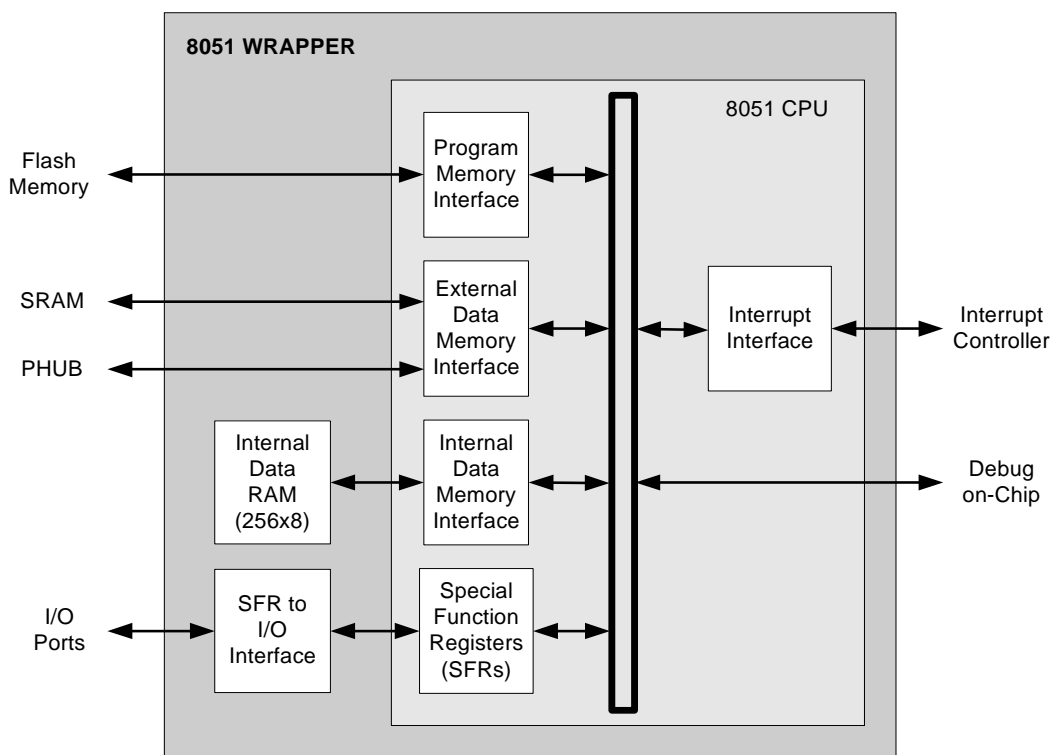 8051 WRAPPER
8051 CPU
Flash
Memory
Program
Memory
Interface
SRAM
PHUB
External
Data
Memory
Interface
Interrupt
Interface
Interrupt
Controller
Internal
Data
RAM
(256x8)
Internal
Data
Memory
Interface
Debug
on-Chip
I/O
Ports
SFR to
I/O
Interface
Special
Function
Registers
(SFRs)